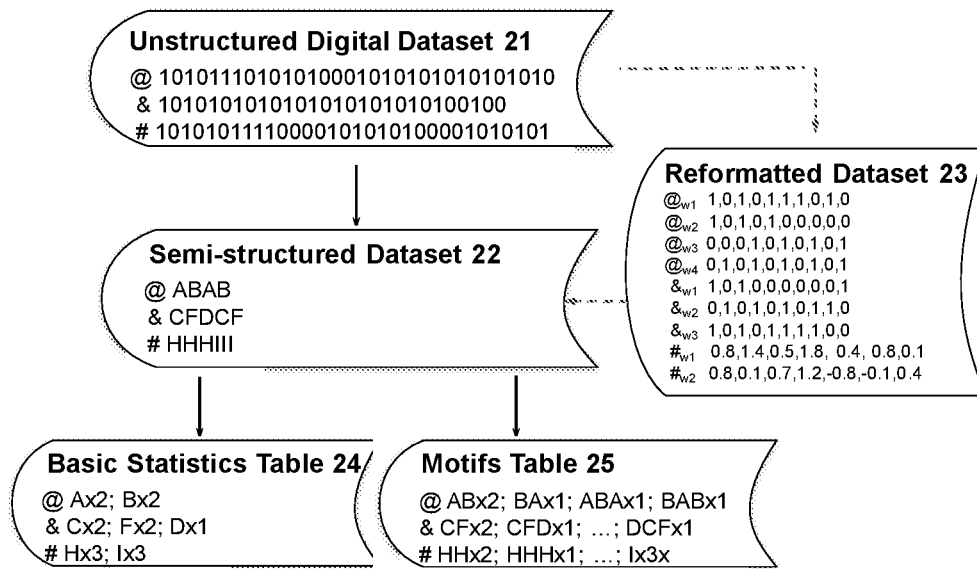 Unstructured Digital Dataset 21
@ 1010111010101000101010101010101010
& 10101010101010101010101010100100
# 101010111100001010101000010101​01
Reformatted Dataset 23
@w1 1,0,1,0,1,1,1,0,1,0
@w2 1,0,1,0,1,0,0,0,0,0
@w3 0,0,0,1,0,1,0,1,0,1
@w4 0,1,0,1,0,1,0,1,0,1
&w1 1,0,1,0,0,0,0,0,0,1
&w2 0,1,0,1,0,1,0,1,1,0
&w3 1,0,1,0,1,1,1,1,0,0
#w1 0.8,1.4,0.5,1.8, 0.4, 0.8,0.1
#w2 0.8,0.1,0.7,1.2,-0.8,-0.1,0.4
Semi-structured Dataset 22
@ ABAB
& CFDCF
# HHHIII
Basic Statistics Table 24
@ Ax2; Bx2
& Cx2; Fx2; Dx1
# Hx3; Ix3
Motifs Table 25
@ ABx2; BAx1; ABAx1; BABx1
& CFx2; CFDx1; ...; DCFx1
# HHx2; HHHx1; ...; Ix3x